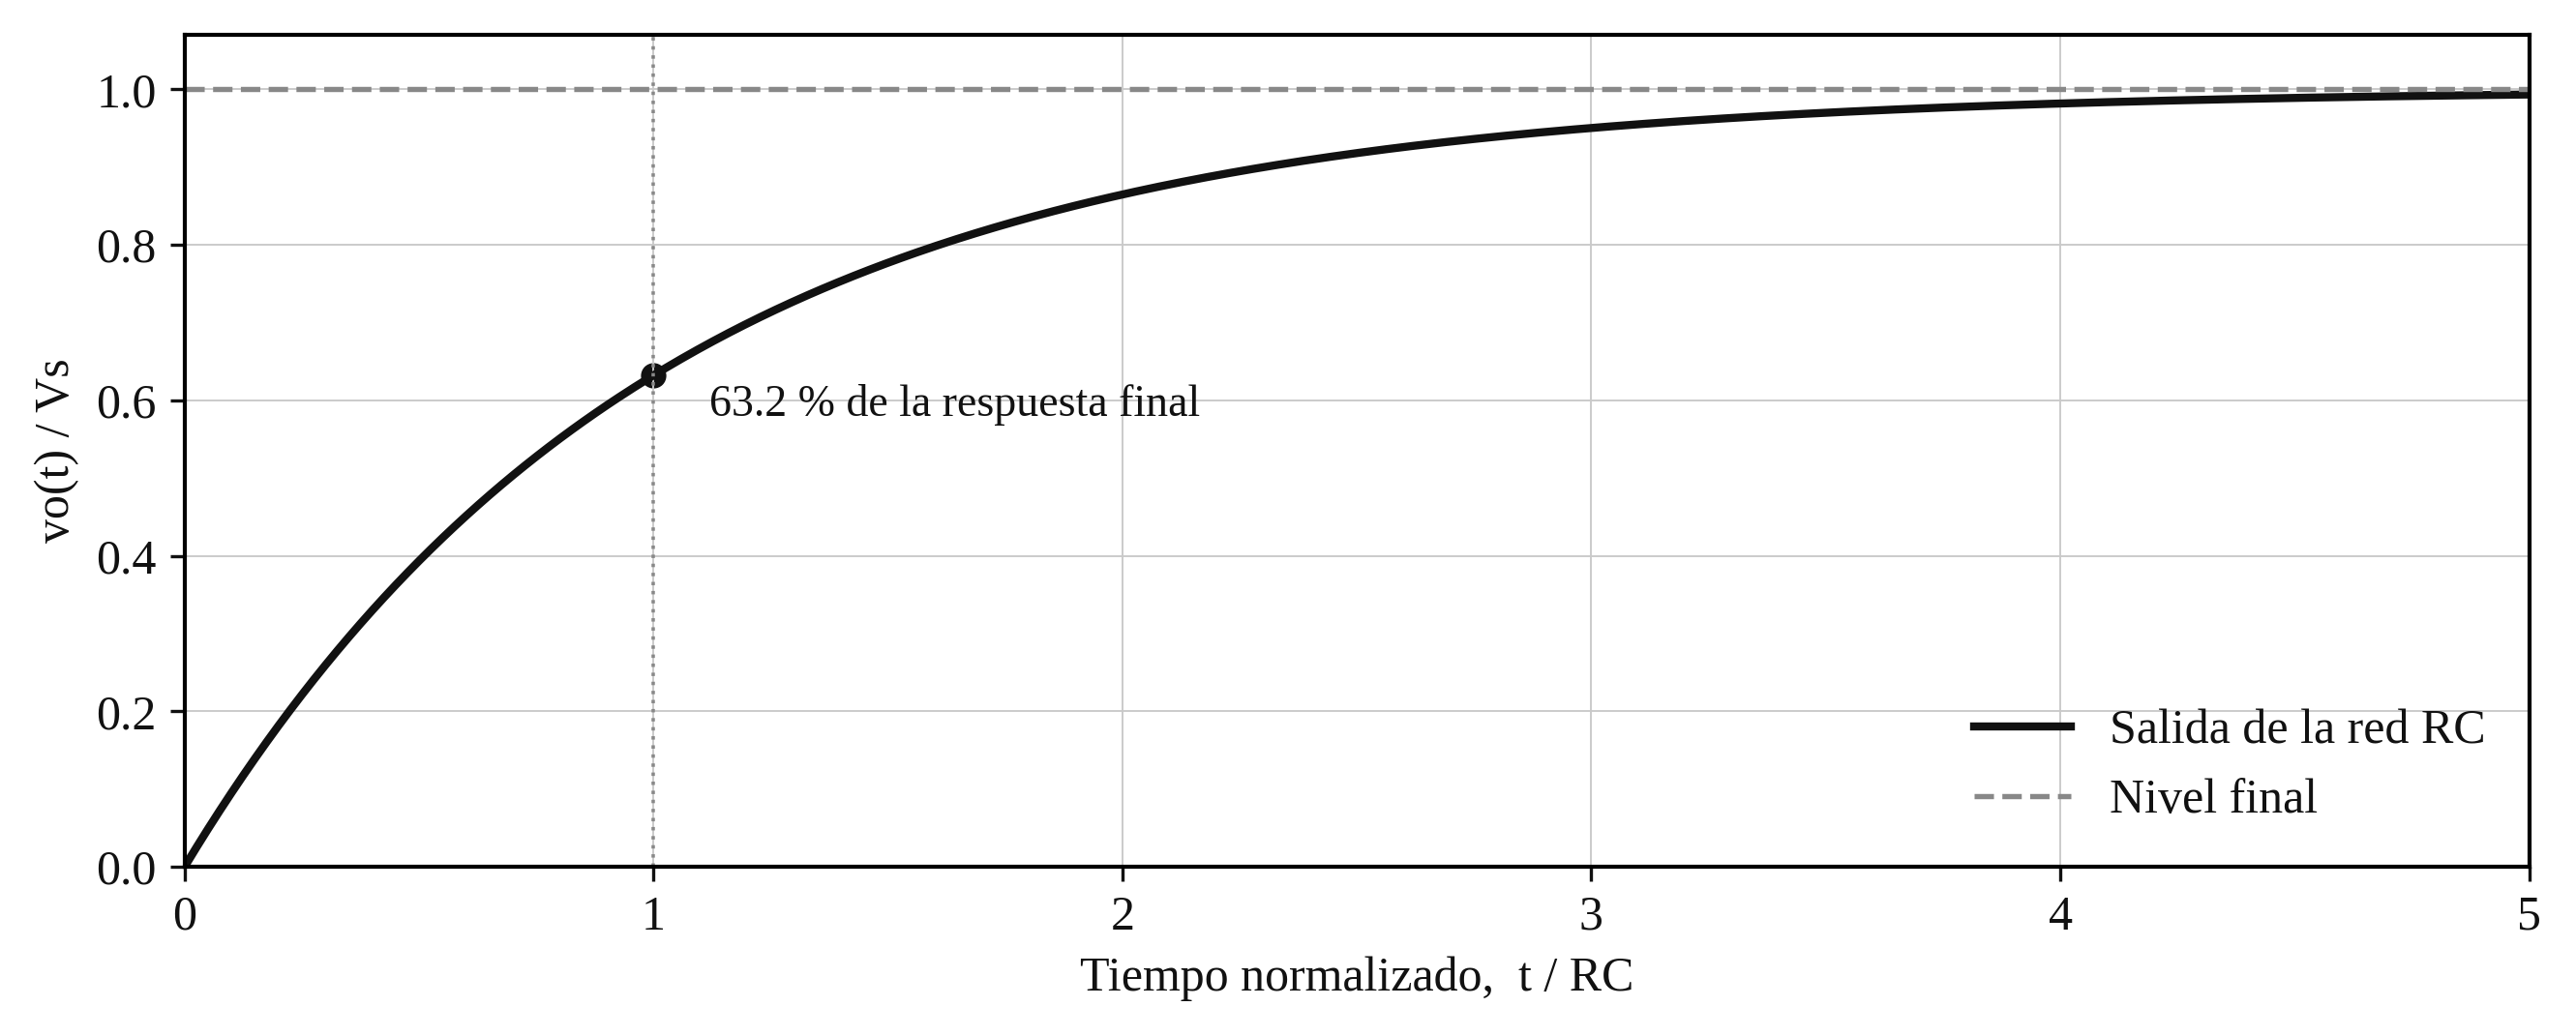 1.0
0.8
0.6
0.4
0.2
0.0
vo(t) / Vs
63.2 % de la respuesta final
Salida de la red RC
Nivel final
0 1 2 3 4 5
Tiempo normalizado, t / RC